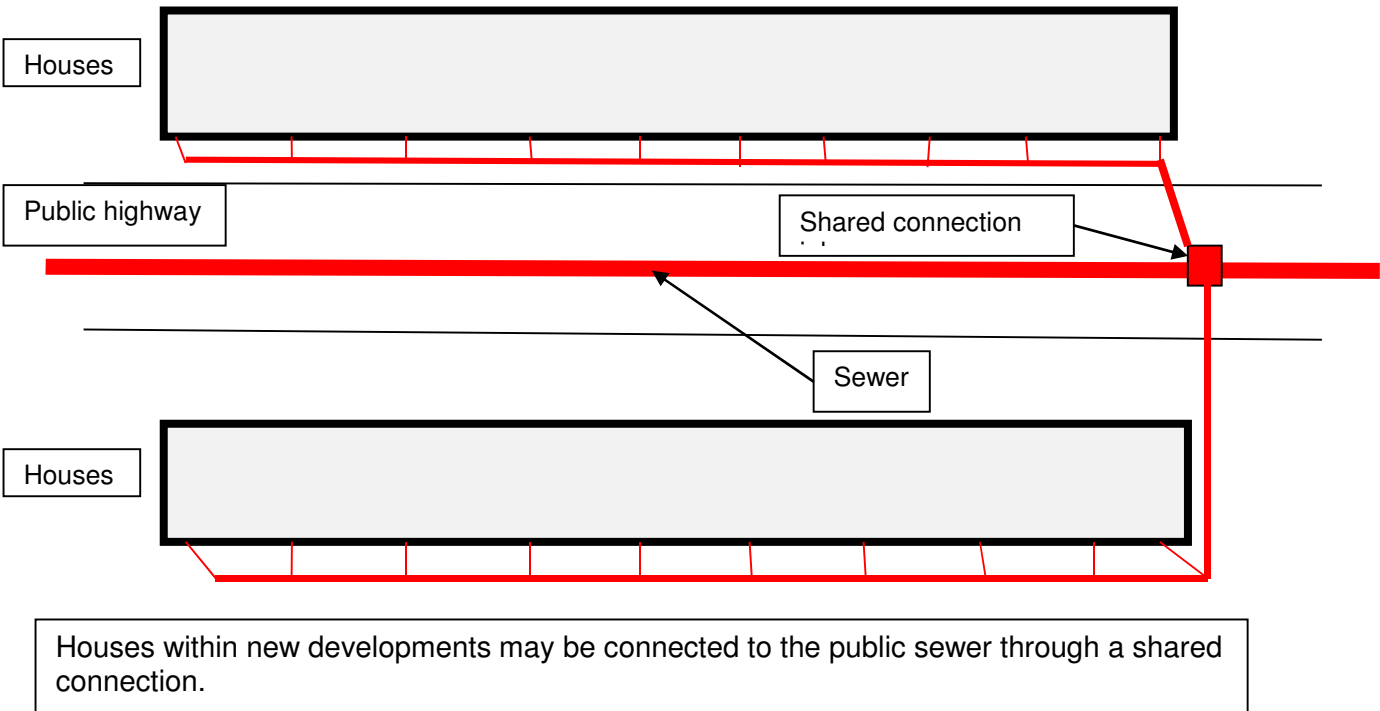 Houses
Public highway
Shared connection
Sewer
Houses
Houses within new developments may be connected to the public sewer through a shared
connection.